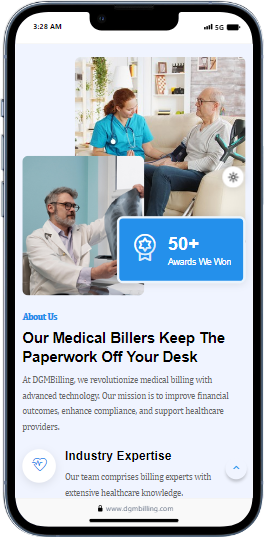 3:28 AM
5G
50+
Awards We Won
About Us
Our Medical Billers Keep The
Paperwork Off Your Desk
At DGMBilling, we revolutionize medical billing with
advanced technology. Our mission is to improve financial
outcomes, enhance compliance, and support healthcare
providers.
Industry Expertise
Our team comprises billing experts with
extensive healthcare knowledge.
www.dgmbilling.com